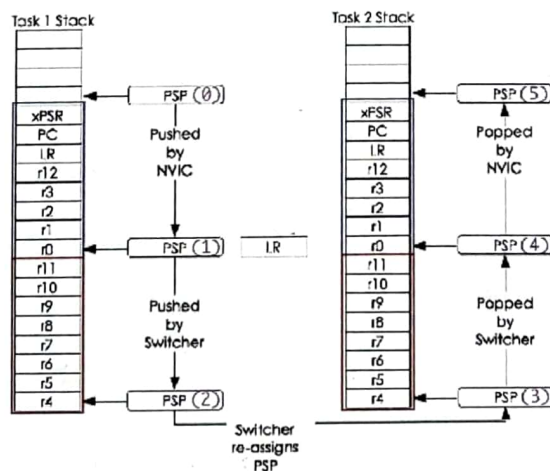 Task 1 Stack
PSP (0)
xPSR
PC
LR
r12
r3
r2
r1
r0
Pushed
by
NVIC
PSP (1)
LR
r11
r10
r9
r8
r7
r6
r5
r4
Pushed
by
Switcher
PSP (2)
Switcher
re-assigns
PSP
Task 2 Stack
PSP (5)
xPSR
PC
LR
r12
r3
r2
r1
r0
Popped
by
NVIC
PSP (4)
r11
r10
r9
r8
r7
r6
r5
r4
Popped
by
Switcher
PSP (3)